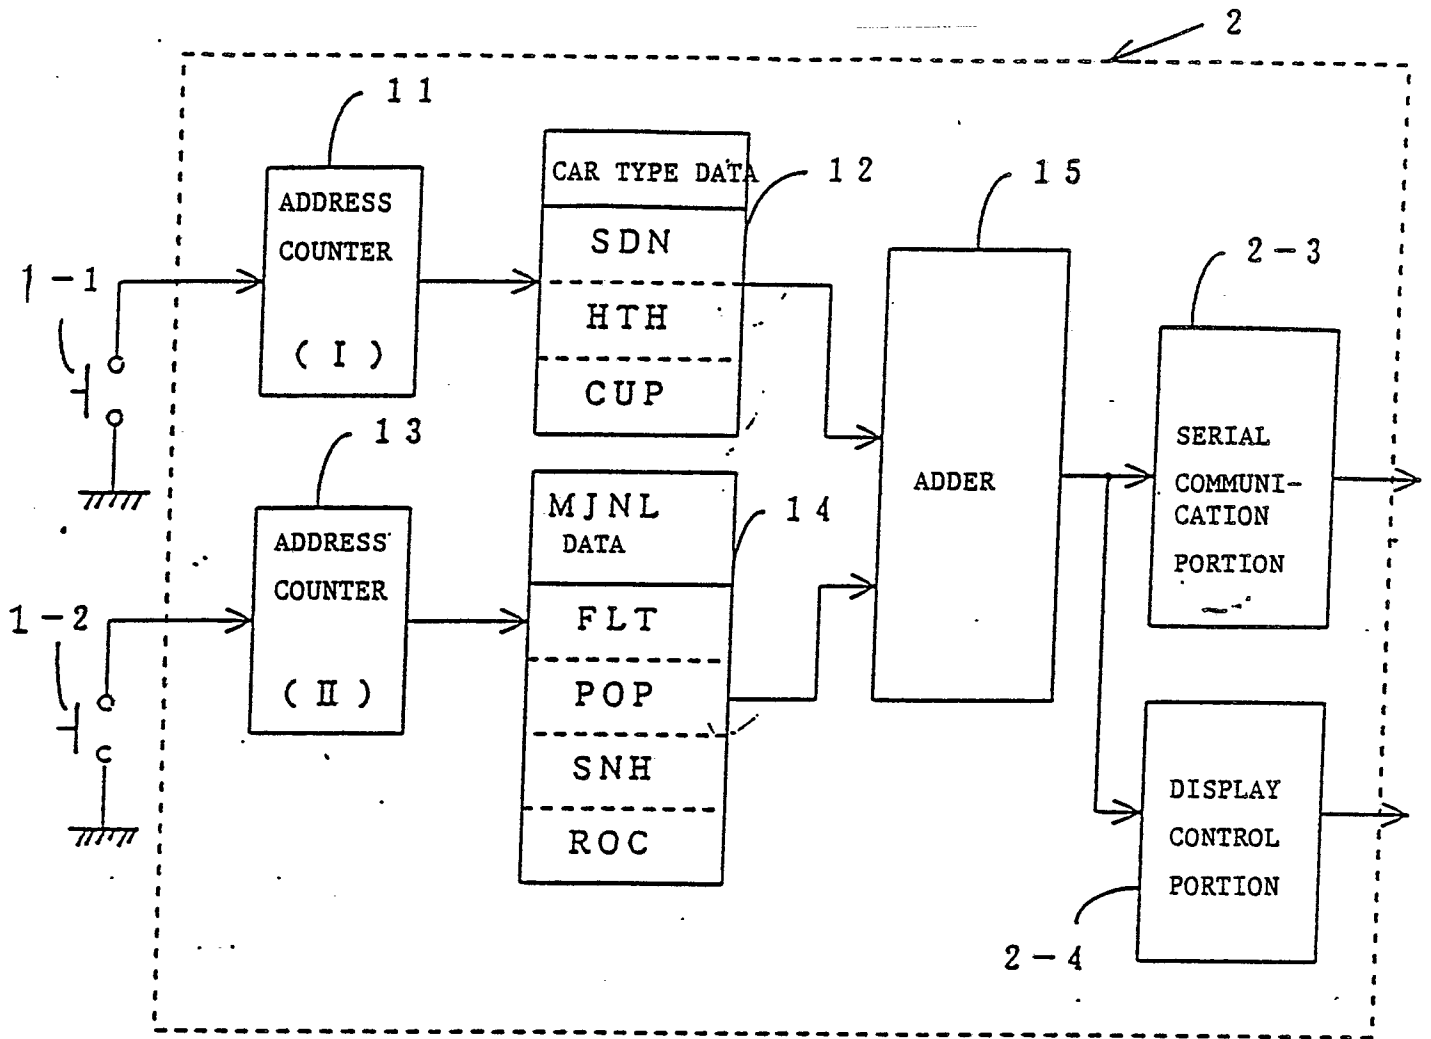 2
11
ADDRESS
COUNTER
( I )
CAR TYPE DATA
SDN
HTH
CUP
12
15
2-3
1-1
13
ADDRESS
COUNTER
( II )
MJNL
DATA
FLT
POP
SNH
ROC
14
ADDER
SERIAL
COMMUNI-
CATION
PORTION
1-2
DISPLAY
CONTROL
PORTION
2-4